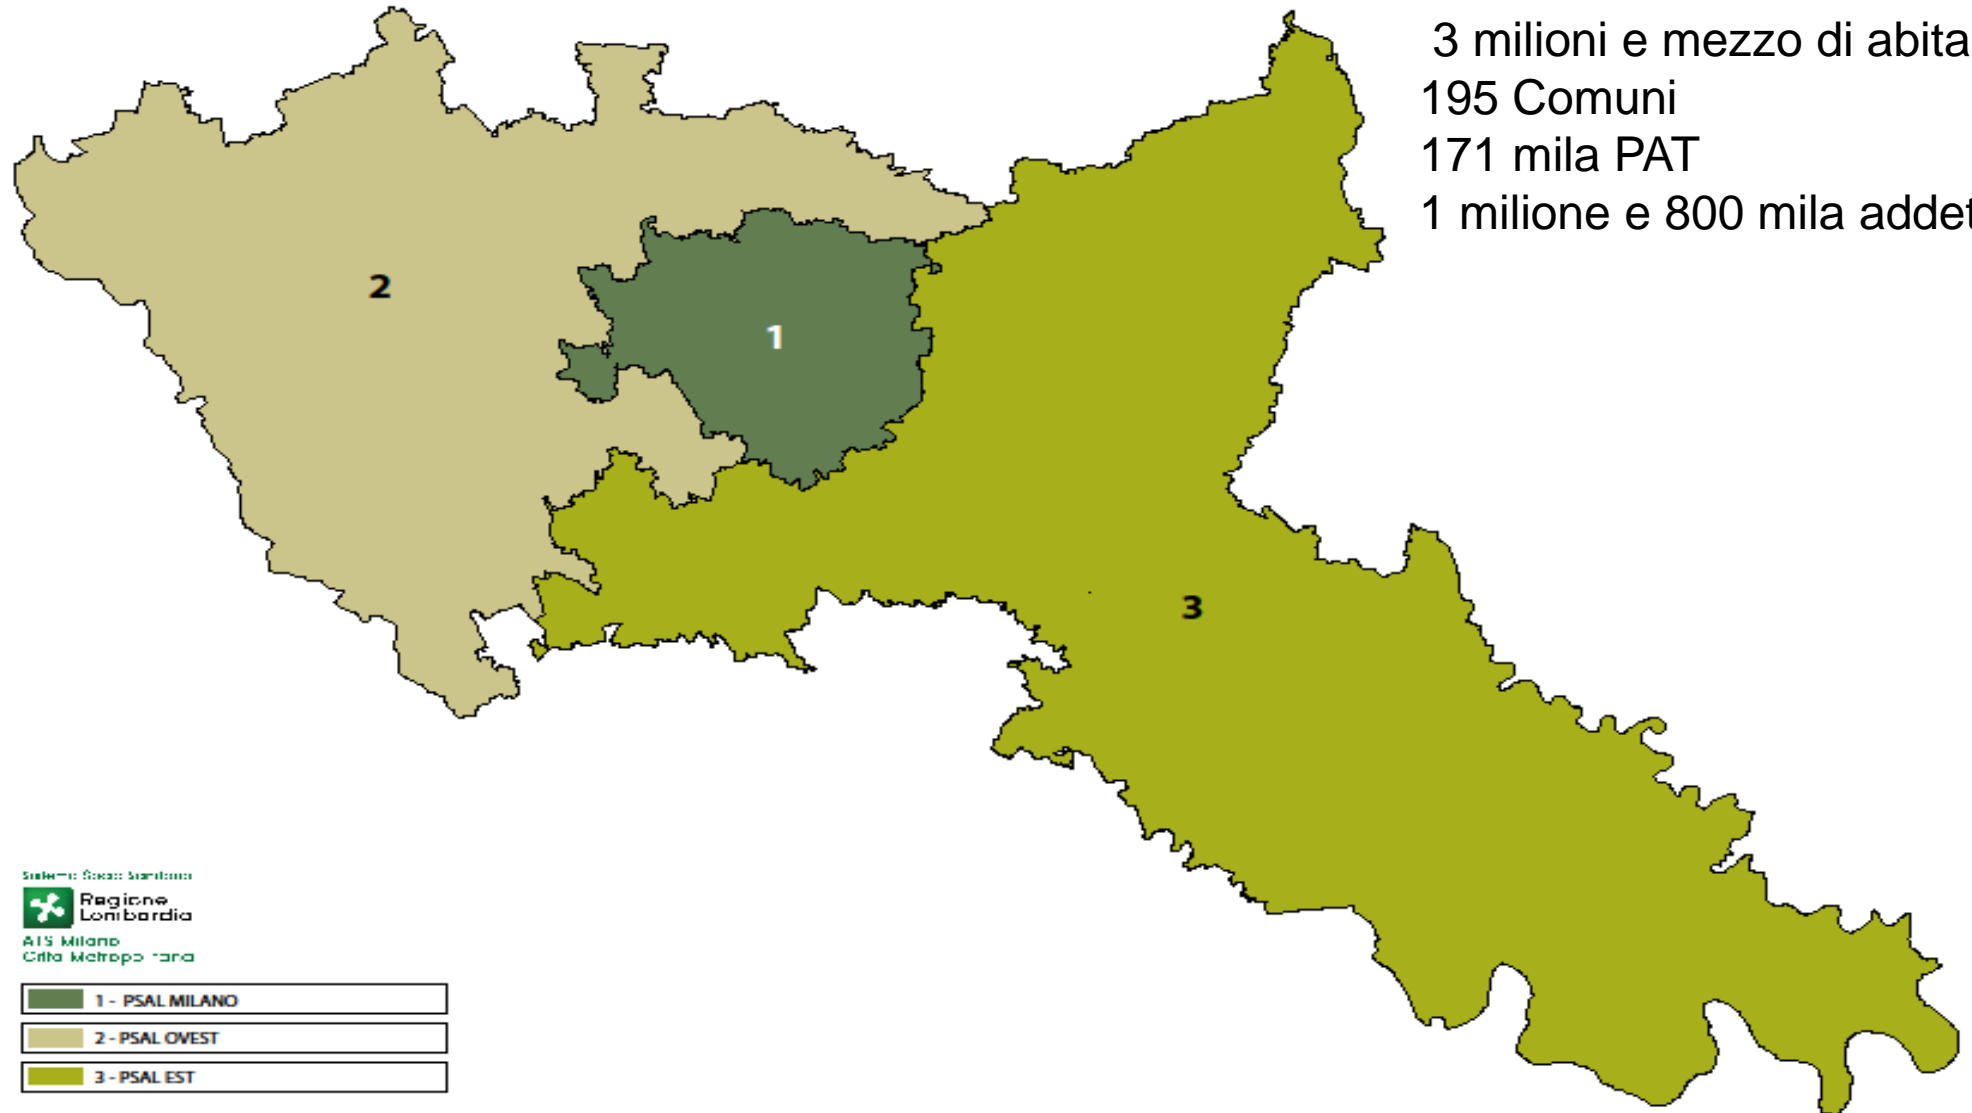 3 milioni e mezzo di abita
195 Comuni
171 mila PAT
1 milione e 800 mila addet
2
1
3
Regione
Lombardia
ATS Milano
1 - PSAL MILANO
2 - PSAL OVEST
3 - PSAL EST